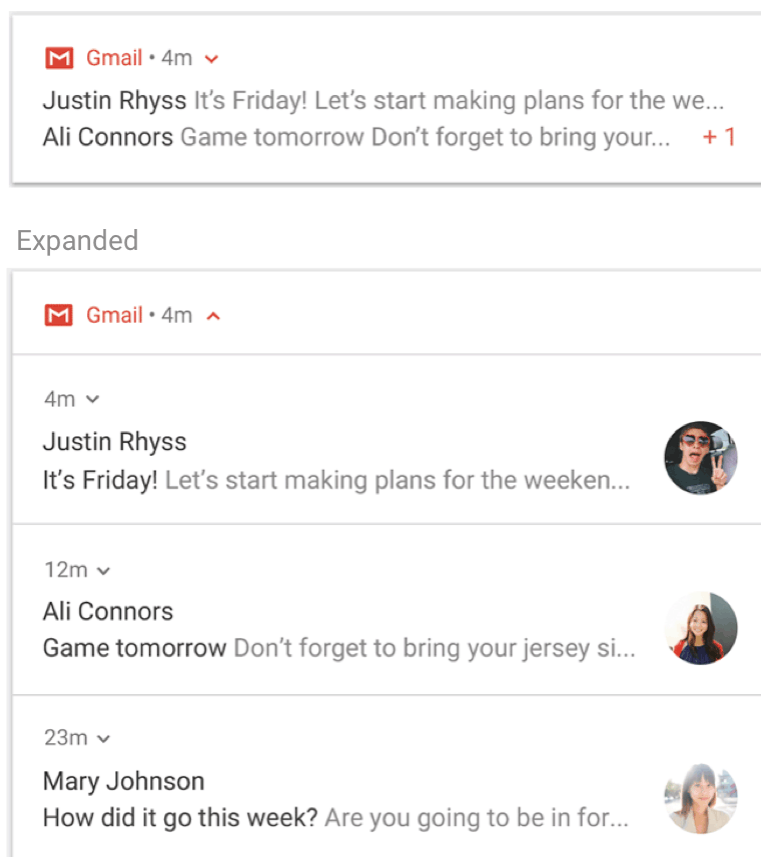 Gmail • 4m
Justin Rhyss It’s Friday! Let’s start making plans for the we...
Ali Connors Game tomorrow Don’t forget to bring your... + 1
Expanded
Gmail • 4m
4m
Justin Rhyss
It’s Friday! Let’s start making plans for the weeken...
12m
Ali Connors
Game tomorrow Don’t forget to bring your jersey si...
23m
Mary Johnson
How did it go this week? Are you going to be in for...